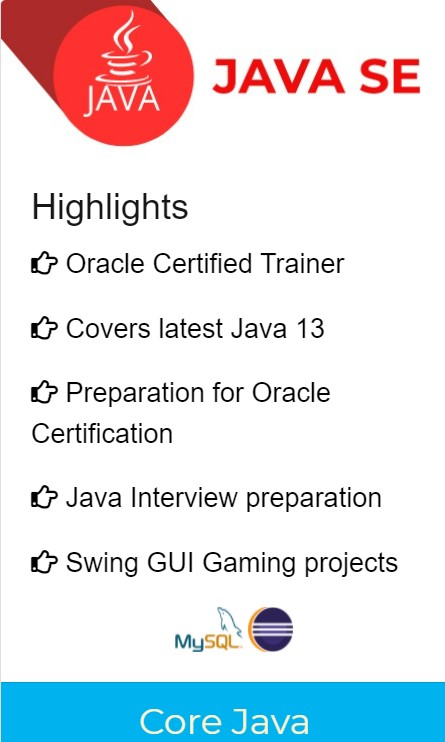 JAVA
JAVA SE
Highlights
Oracle Certified Trainer
Covers latest Java 13
Preparation for Oracle
Certification
Java Interview preparation
Swing GUI Gaming projects
MySQL
Core Java